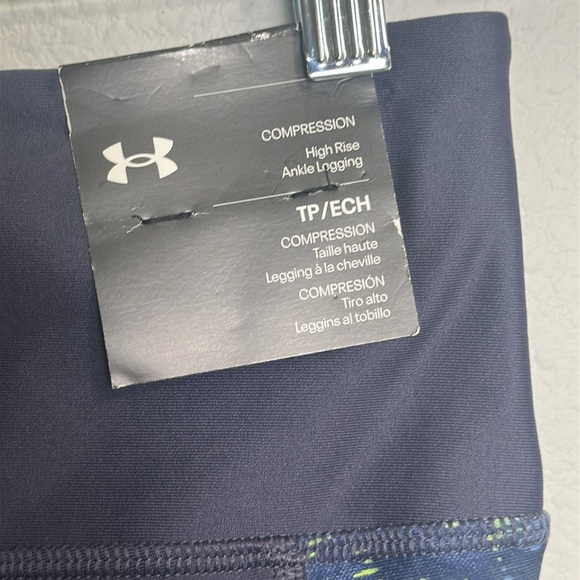 COMPRESSION
High Rise
Ankle Legging
TP/ECH
COMPRESSION
Taille haute
Legging à la cheville
COMPRESIÓN
Tiro alto
Leggins al tobillo